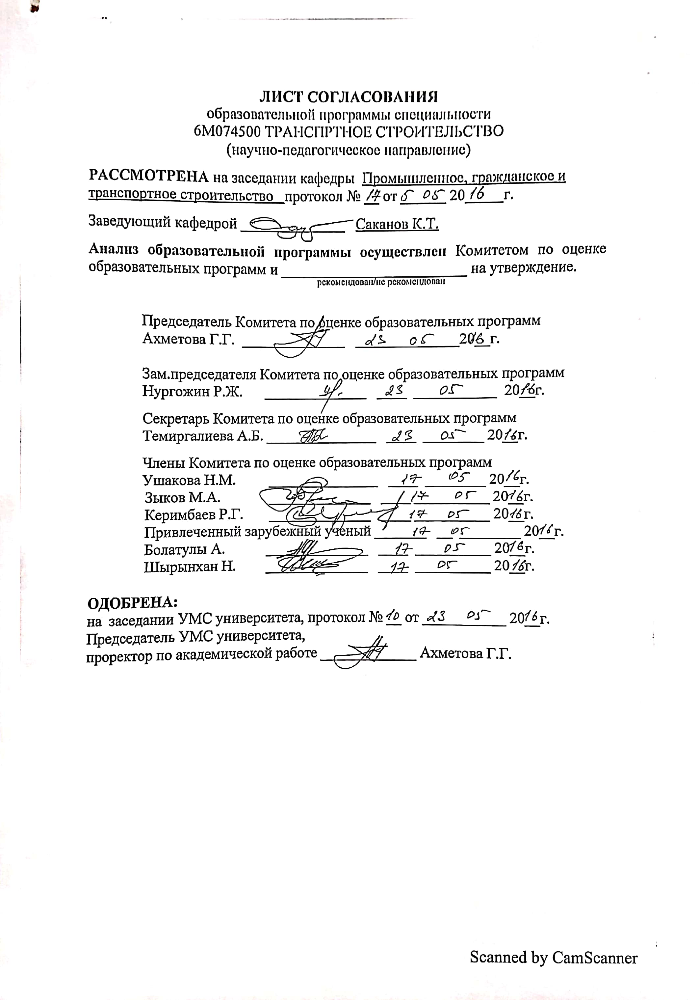 ЛИСТ СОГЛАСОВАНИЯ
образовательной программы специальности
6М074500 ТРАНСПРТНОЕ СТРОИТЕЛЬСТВО
(научно-педагогическое направление)
РАССМОТРЕНА на заседании кафедры Промышленное, гражданское и
транспортное строительство протокол № 17 от 5 05 2016 г.
Заведующий кафедрой Саканов К.Т.
Анализ образовательной программы осуществлен Комитетом по оценке
образовательных программ и ____ на утверждение.
рекомендован/не рекомендован
Председатель Комитета по оценке образовательных программ
Ахметова Г.Г. 23 05 2016 г.
Зам.председателя Комитета по оценке образовательных программ
Нургожин Р.Ж. 23 05 2016г.
Секретарь Комитета по оценке образовательных программ
Темиргалиева А.Б. 23 05 2016г.
Члены Комитета по оценке образовательных программ
Ушакова Н.М. 17 05 2016г.
Зыков М.А. 17 05 2016г.
Керимбаев Р.Г. 17 05 2016г.
Привлеченный зарубежный ученый 17 05 2016г.
Болатулы А. 17 05 2016г.
Шырынхан Н. 17 05 2016г.
ОДОБРЕНА:
на заседании УМС университета, протокол № 10 от 23 05 2016г.
Председатель УМС университета,
проректор по академической работе Ахметова Г.Г.
Scanned by CamScanner